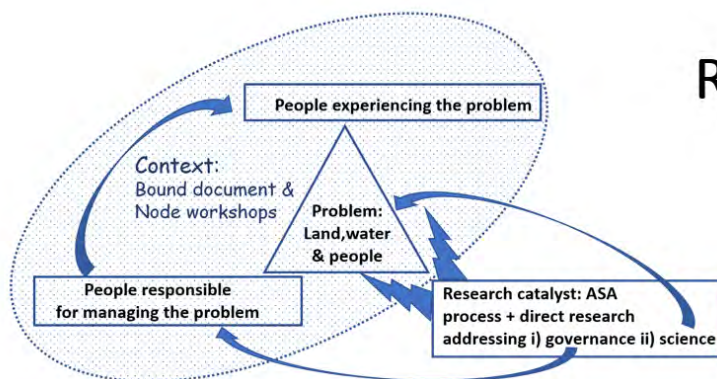 R
People experiencing the problem
Context:
Bound document &
Node workshops
Problem:
Land,water
& people
People responsible
for managing the problem
Research catalyst: ASA
process + direct research
addressing i) governance ii) science